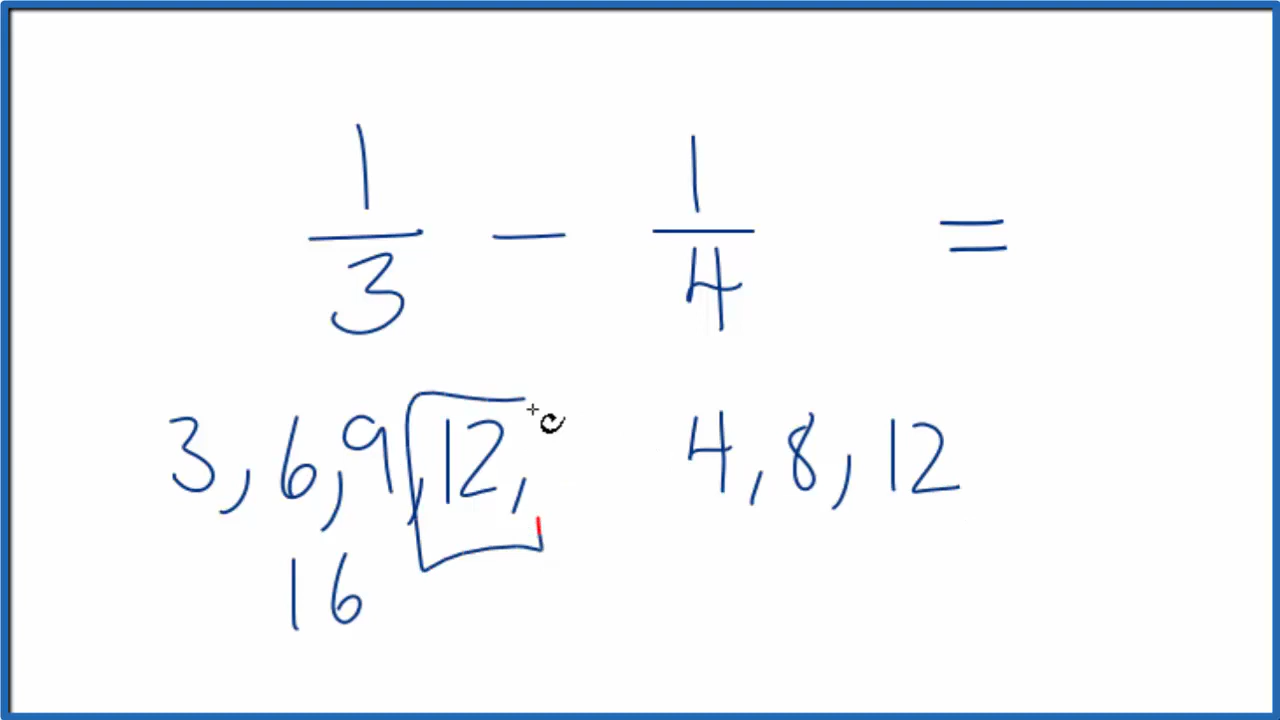 1/3 - 1/4 =
3, 6, 9, 12, 4, 8, 12
16